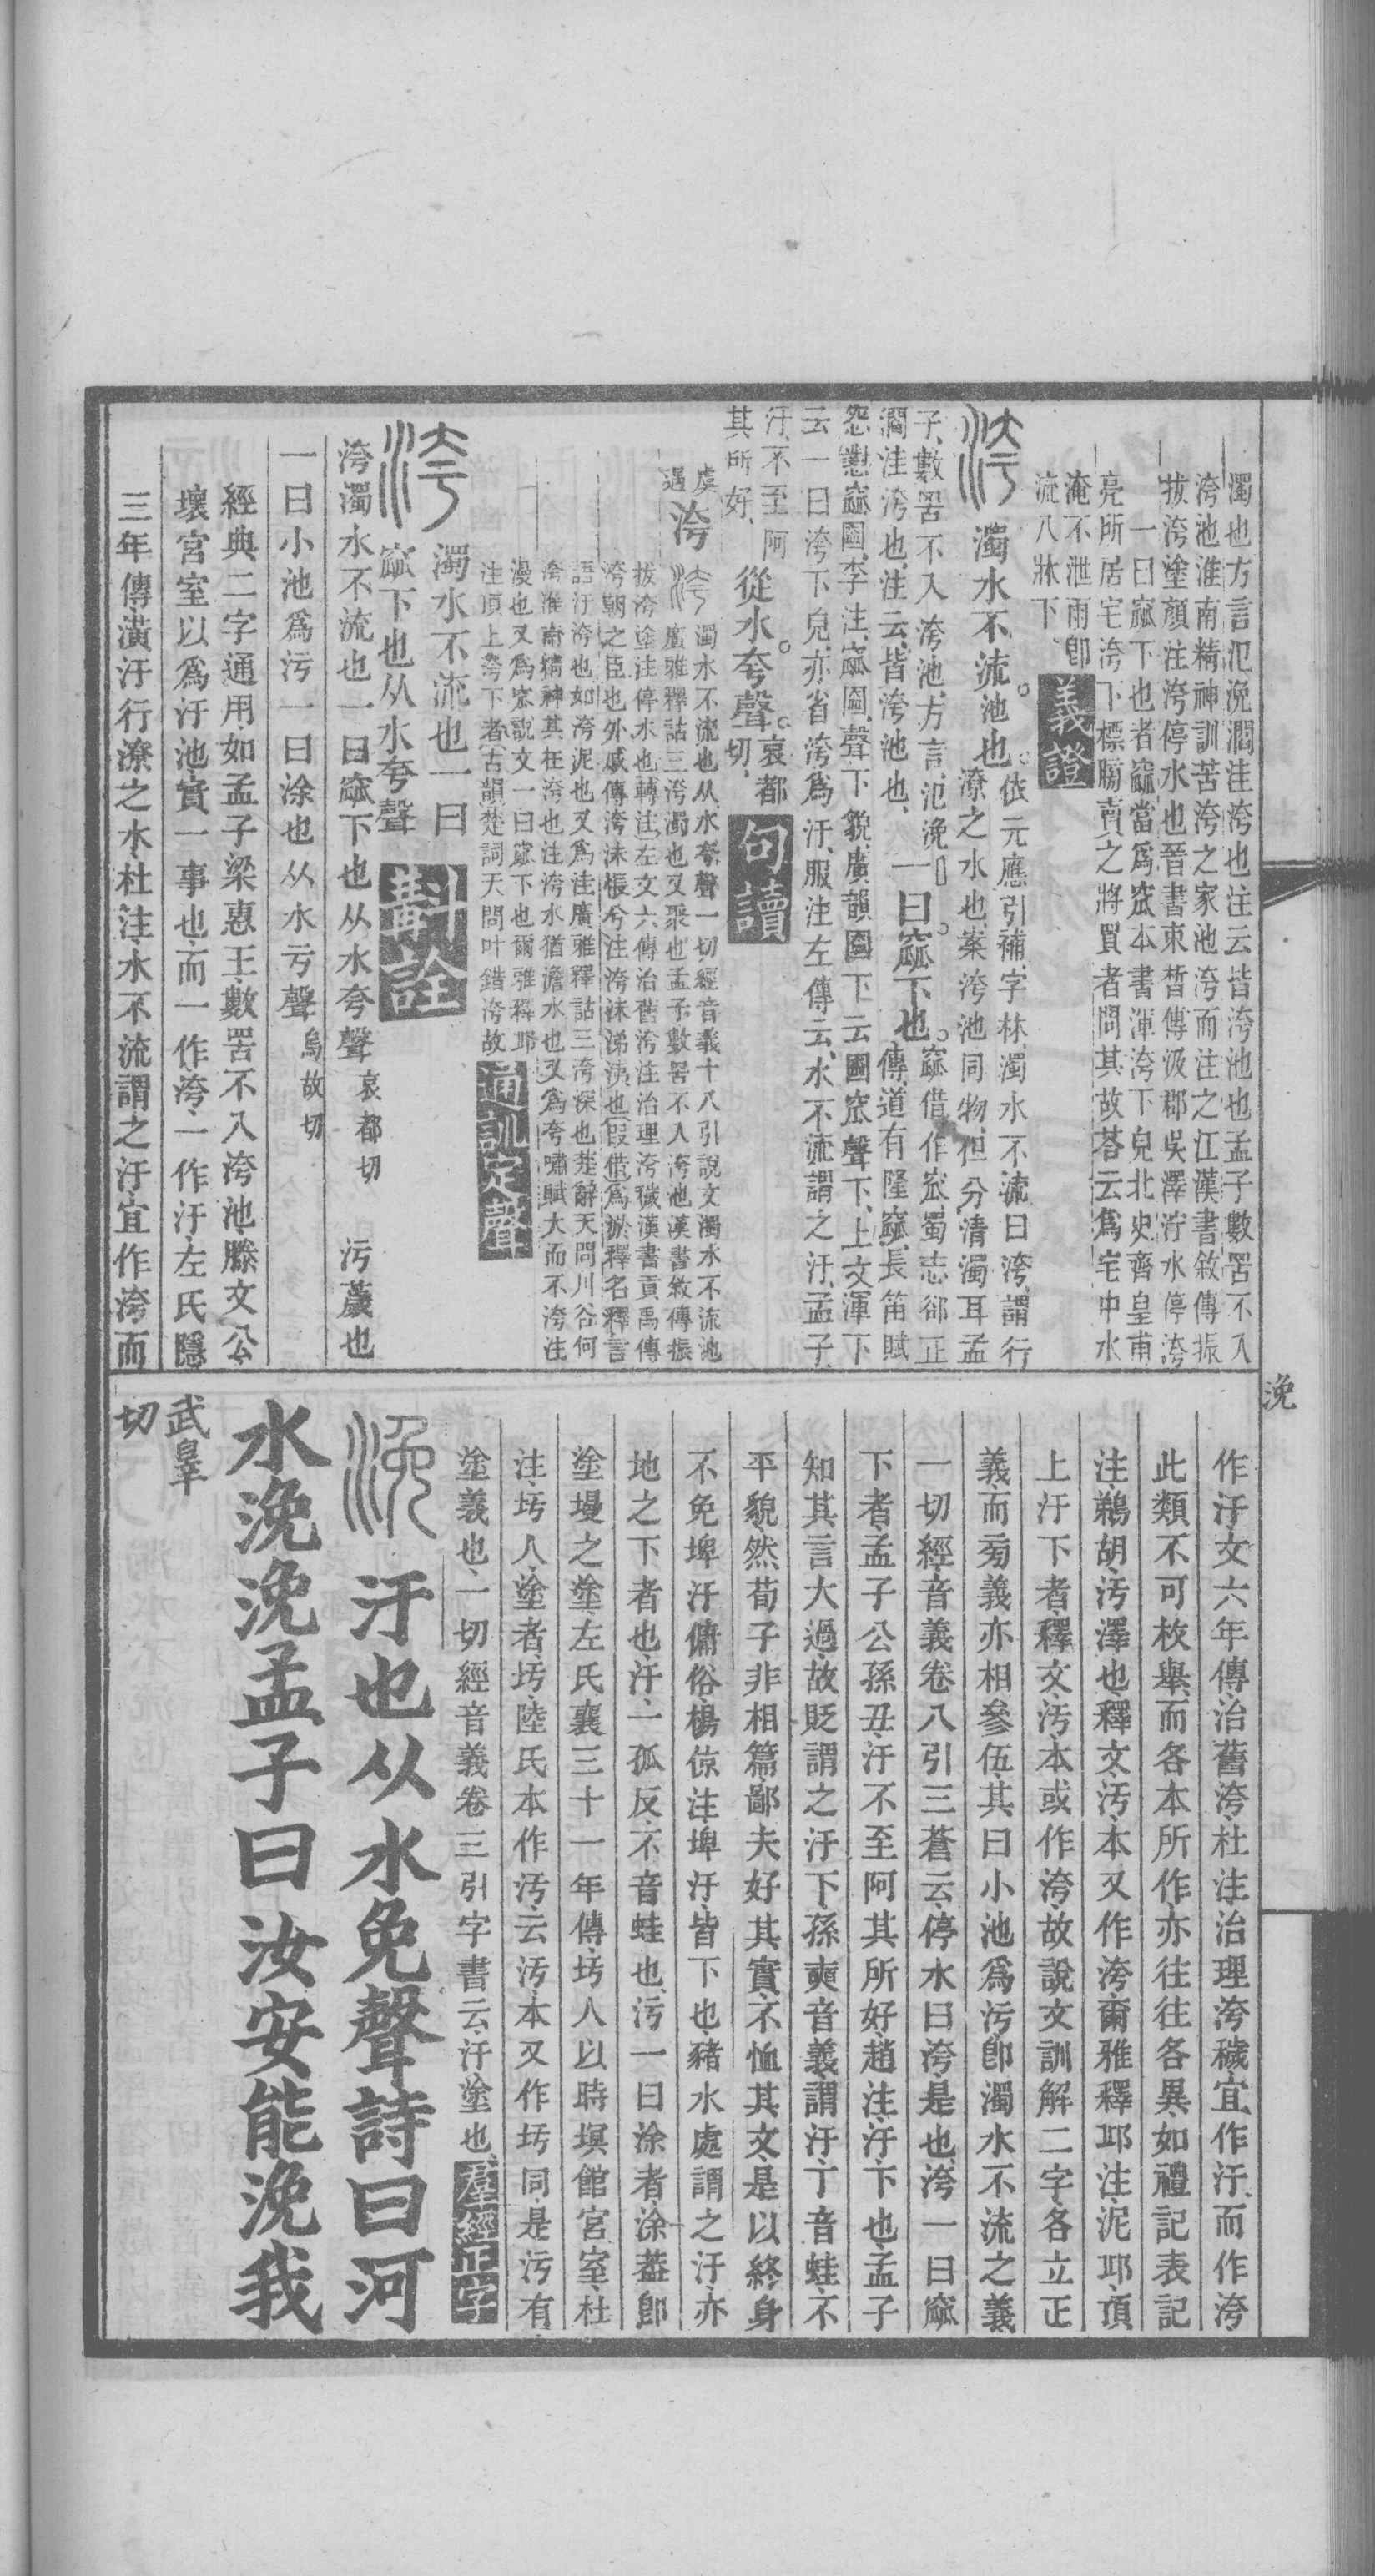 濁也方言氾浼𤅊洼洿也注云皆洿池也孟子數罟不入
洿池淮南精神訓苦洿之家池洿而注之江漢書敘傳振
拔洿塗顏注洿停水也晉書束皙傳汲郡吳澤泞水停洿
一曰窳下也者窳當爲窊本書渾洿下皃北史齊皇甫
亮所居宅洿下標牓賣之將買者問其故荅云爲宅中水
淹不泄雨卽
流入牀下
義證
洿
濁水不流池也。
依元應引補字林濁水不流曰洿謂行
潦之水也案洿池同物但分清濁耳孟
子數罟不入洿池方言氾浼
𤅊洼洿也注云皆洿池也
一曰窳下也。
窳借作窊蜀志郤正
傳道有隆窳長笛賦
怨懟窳圔李注窳圔聲下貌廣韻圔下云圔窊聲下上文渾下
云一曰洿下皃亦省洿爲汙服注左傳云水不流謂之汙孟子
汙不至阿
其所好
從水。夸聲。
哀都
切
句讀
虞
遇
洿
濁水不流也从水夸聲一切經音義十八引說文濁水不流池
廣雅釋詁三洿濁也又聚也孟子數罟不入洿池漢書敘傳振
拔洿塗注停水也轉注左文六傳治舊洿注治理洿穢漢書貢禹傳
洿朝之臣也外戚傳洿沫悵兮注洿沫涕洟也假借爲淤釋名釋言
語汙洿也如洿泥也又爲洼廣雅釋詁三洿深也楚辭天問川谷何
洿淮南精神其在洿也注洿水猶澹水也又爲夸嘯賦大而不洿注
漫也又爲窊說文一曰窳下也爾雅釋邱
注頂上洿下者古韻楚詞天問叶錯洿故
通訓定聲
洿
濁水不流也一曰
窳下也从水夸聲
斠詮
洿濁水不流也一曰窳下也从水夸聲哀都切 污薉也
一曰小池爲污一曰涂也从水亏聲烏故切
經典二字通用如孟子梁惠王數罟不入洿池滕文公
壞宮室以爲汙池實一事也而一作洿一作汙左氏隱
三年傳潢汙行潦之水杜注水不流謂之汙宜作洿而
浼
作汙文六年傳治舊洿杜注治理洿穢宜作汙而作洿
此類不可枚舉而各本所作亦往往各異如禮記表記
注鵜胡污澤也釋文污本又作洿爾雅釋邱注泥邱頂
上汙下者釋文污本或作洿故說文訓解二字各立正
義而旁義亦相參伍其曰小池爲污卽濁水不流之義
一切經音義卷八引三蒼云停水曰洿是也洿一曰窳
下者孟子公孫丑汙不至阿其所好趙注汙下也孟子
知其言大過故貶謂之汙下孫奭音義謂汙丁音蛙不
平貌然荀子非相篇鄙夫好其實不恤其文是以終身
不免埤汙傭俗楊倞注埤汙皆下也豬水處謂之汙亦
地之下者也汙一孤反不音蛙也污一曰涂者涂葢卽
塗墁之塗左氏襄三十一年傳圬人以時塓館宮室杜
注圬人塗者圬陸氏本作污云污本又作圬同是污有
塗義也一切經音義卷三引字書云汙塗也
羣經正字
浼
汙也从水免聲詩曰河
水浼浼孟子曰汝安能浼我
武辠
切